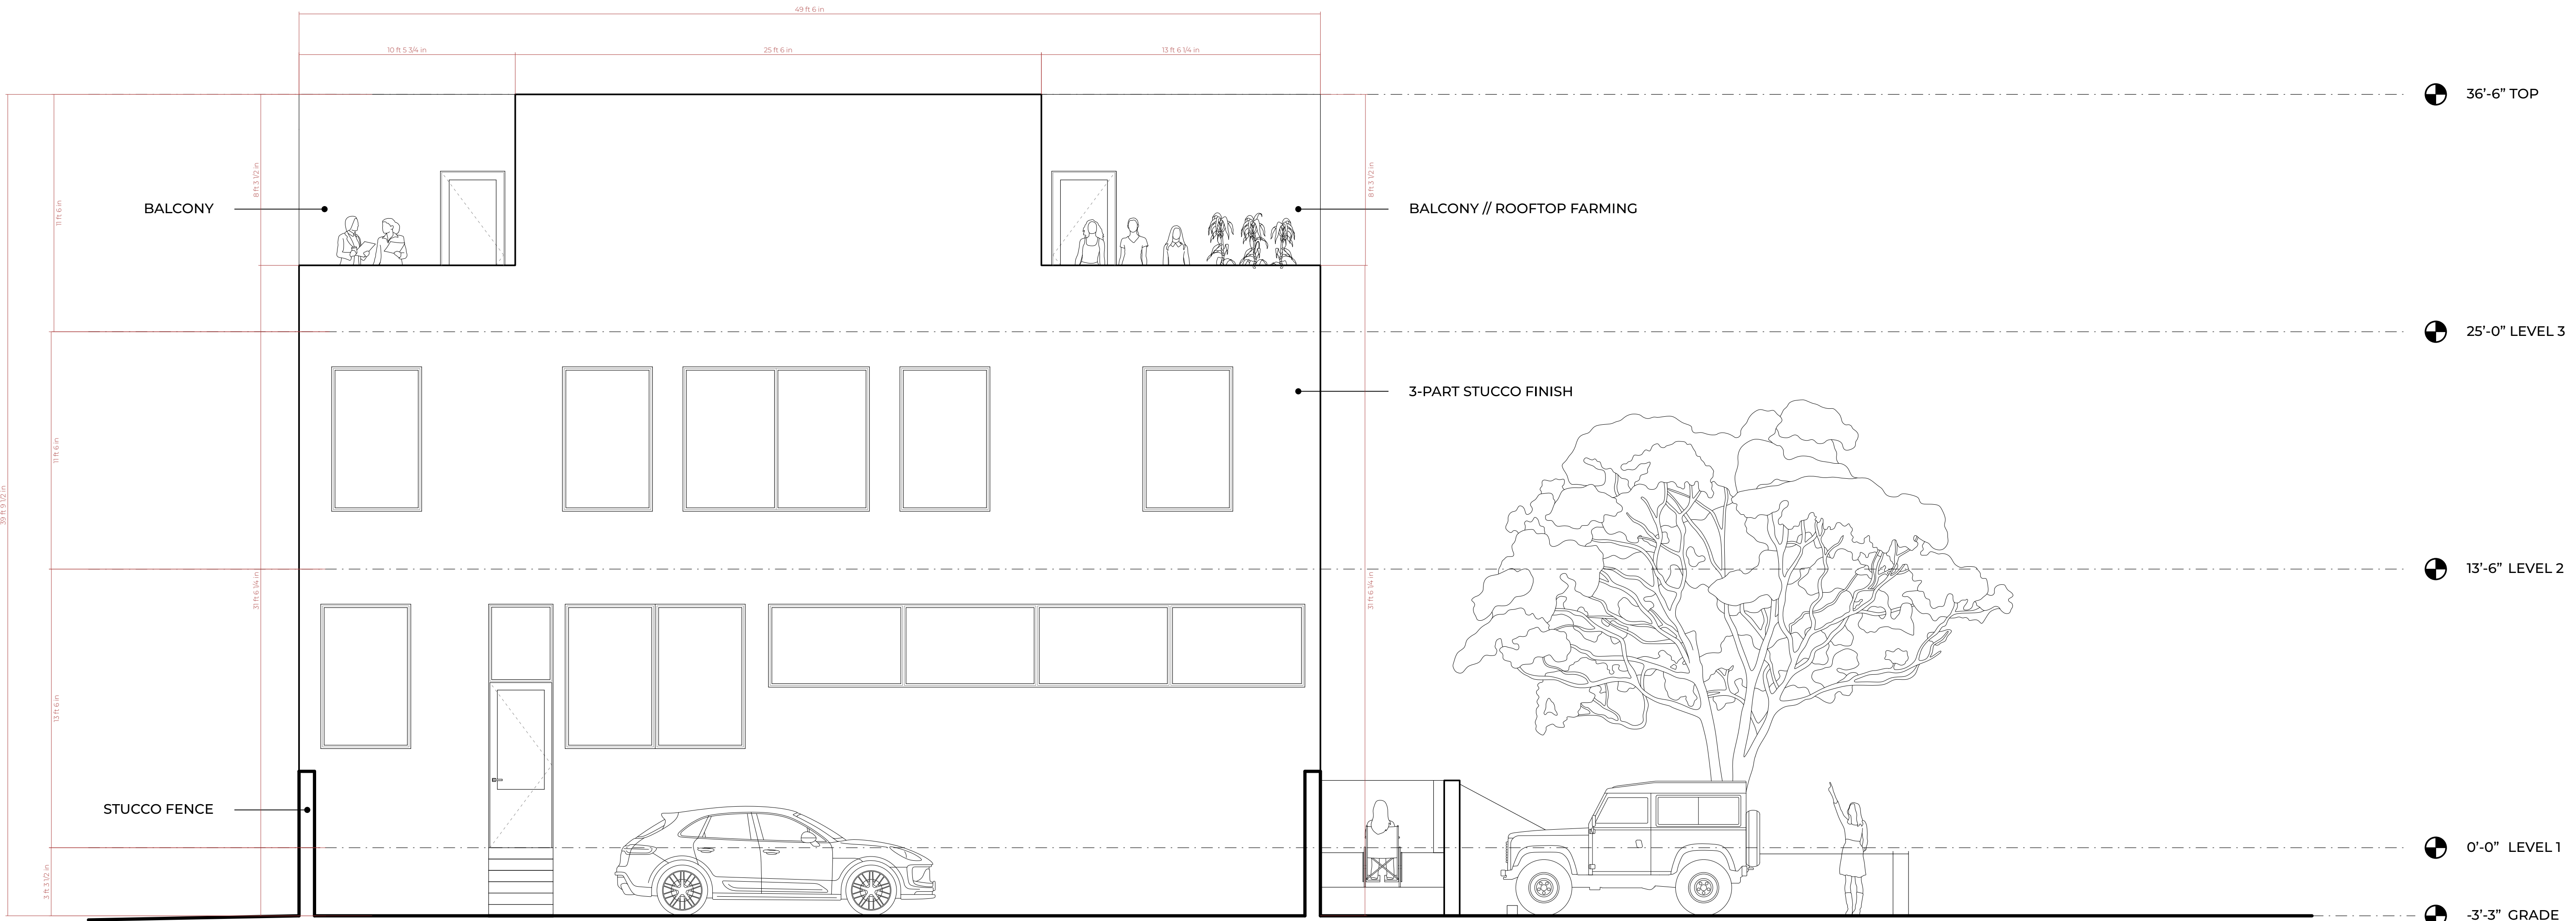 49 ft 6 in
10 ft 5 3/4 in
25 ft 6 in
13 ft 6 1/4 in
36'-6" TOP
8 ft 3 1/2 in
8 ft 3 1/2 in
11 ft 6 in
BALCONY
BALCONY // ROOFTOP FARMING
25'-0" LEVEL 3
3-PART STUCCO FINISH
11 ft 6 in
39 ft 9 1/2 in
13'-6" LEVEL 2
31 ft 6 1/4 in
31 ft 6 1/4 in
13 ft 6 in
STUCCO FENCE
0'-0" LEVEL 1
3 ft 3 1/2 in
-3'-3" GRADE